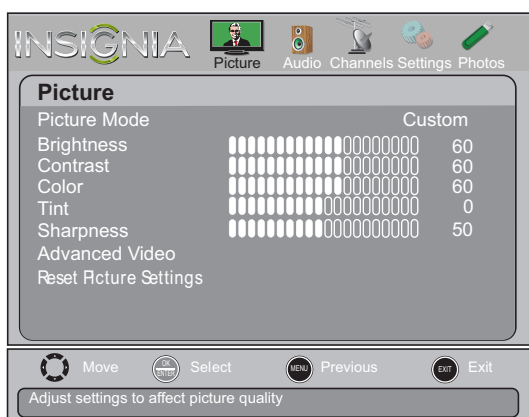 INSIGNIA
Picture Audio Channels Settings Photos
Picture
Picture Mode Custom
Brightness 60
Contrast 60
Color 60
Tint 0
Sharpness 50
Advanced Video
Reset Picture Settings
Move OK ENTER Select MENU Previous EXIT Exit
Adjust settings to affect picture quality